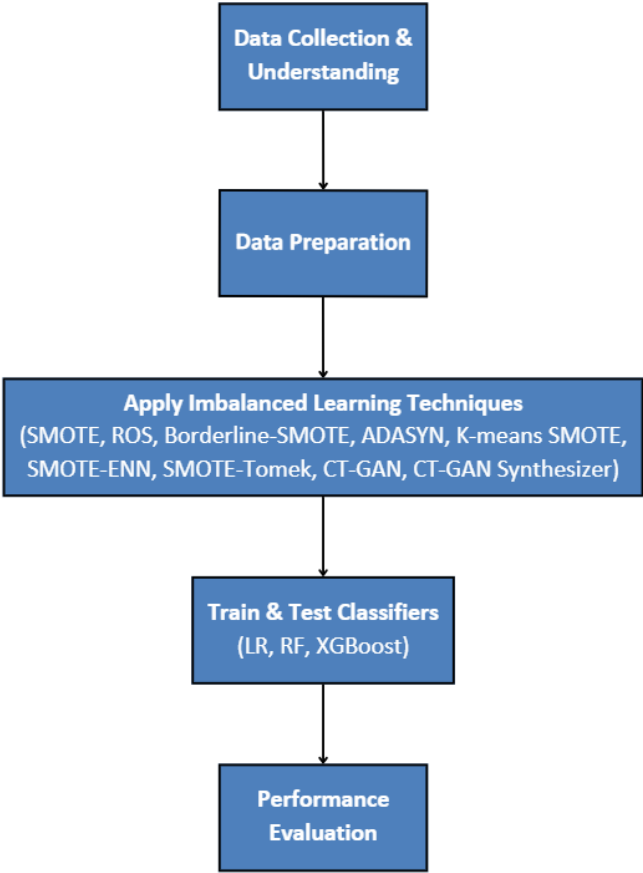 Data Collection &
Understanding
Data Preparation
Apply Imbalanced Learning Techniques
(SMOTE, ROS, Borderline-SMOTE, ADASYN, K-means SMOTE,
SMOTE-ENN, SMOTE-Tomek, CT-GAN, CT-GAN Synthesizer)
Train & Test Classifiers
(LR, RF, XGBoost)
Performance
Evaluation